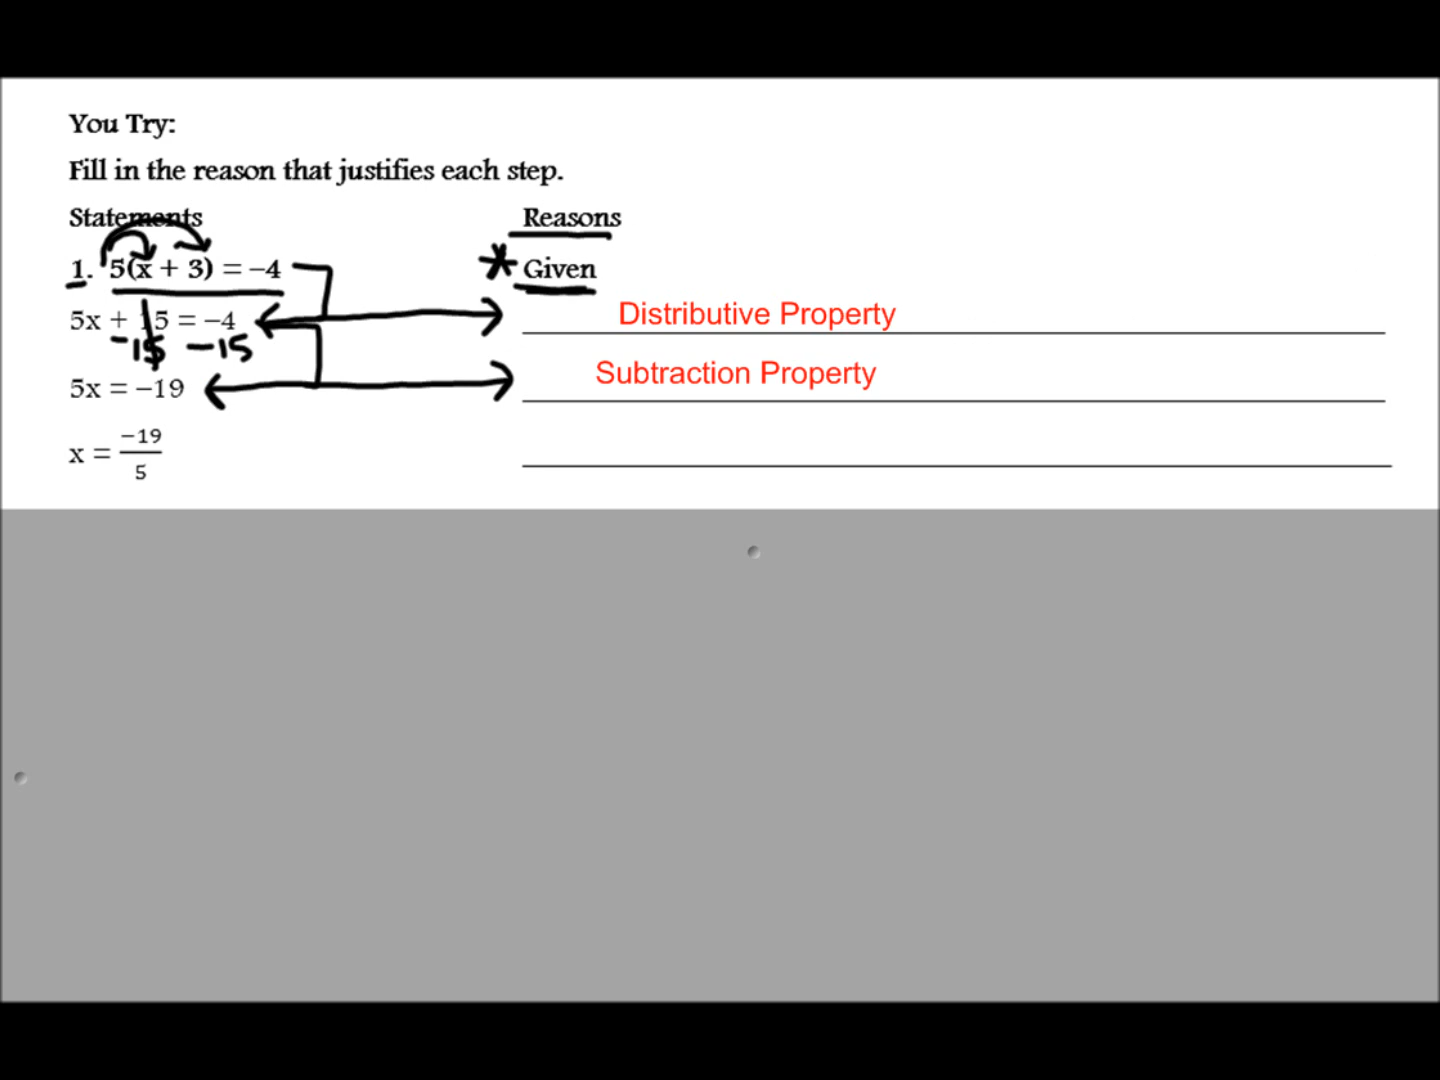 You Try:
Fill in the reason that justifies each step.
Statements Reasons
1. 5(x + 3) = −4 * Given
5x + 15 = −4 Distributive Property
-15 -15
5x = −19 Subtraction Property
x = −19/5